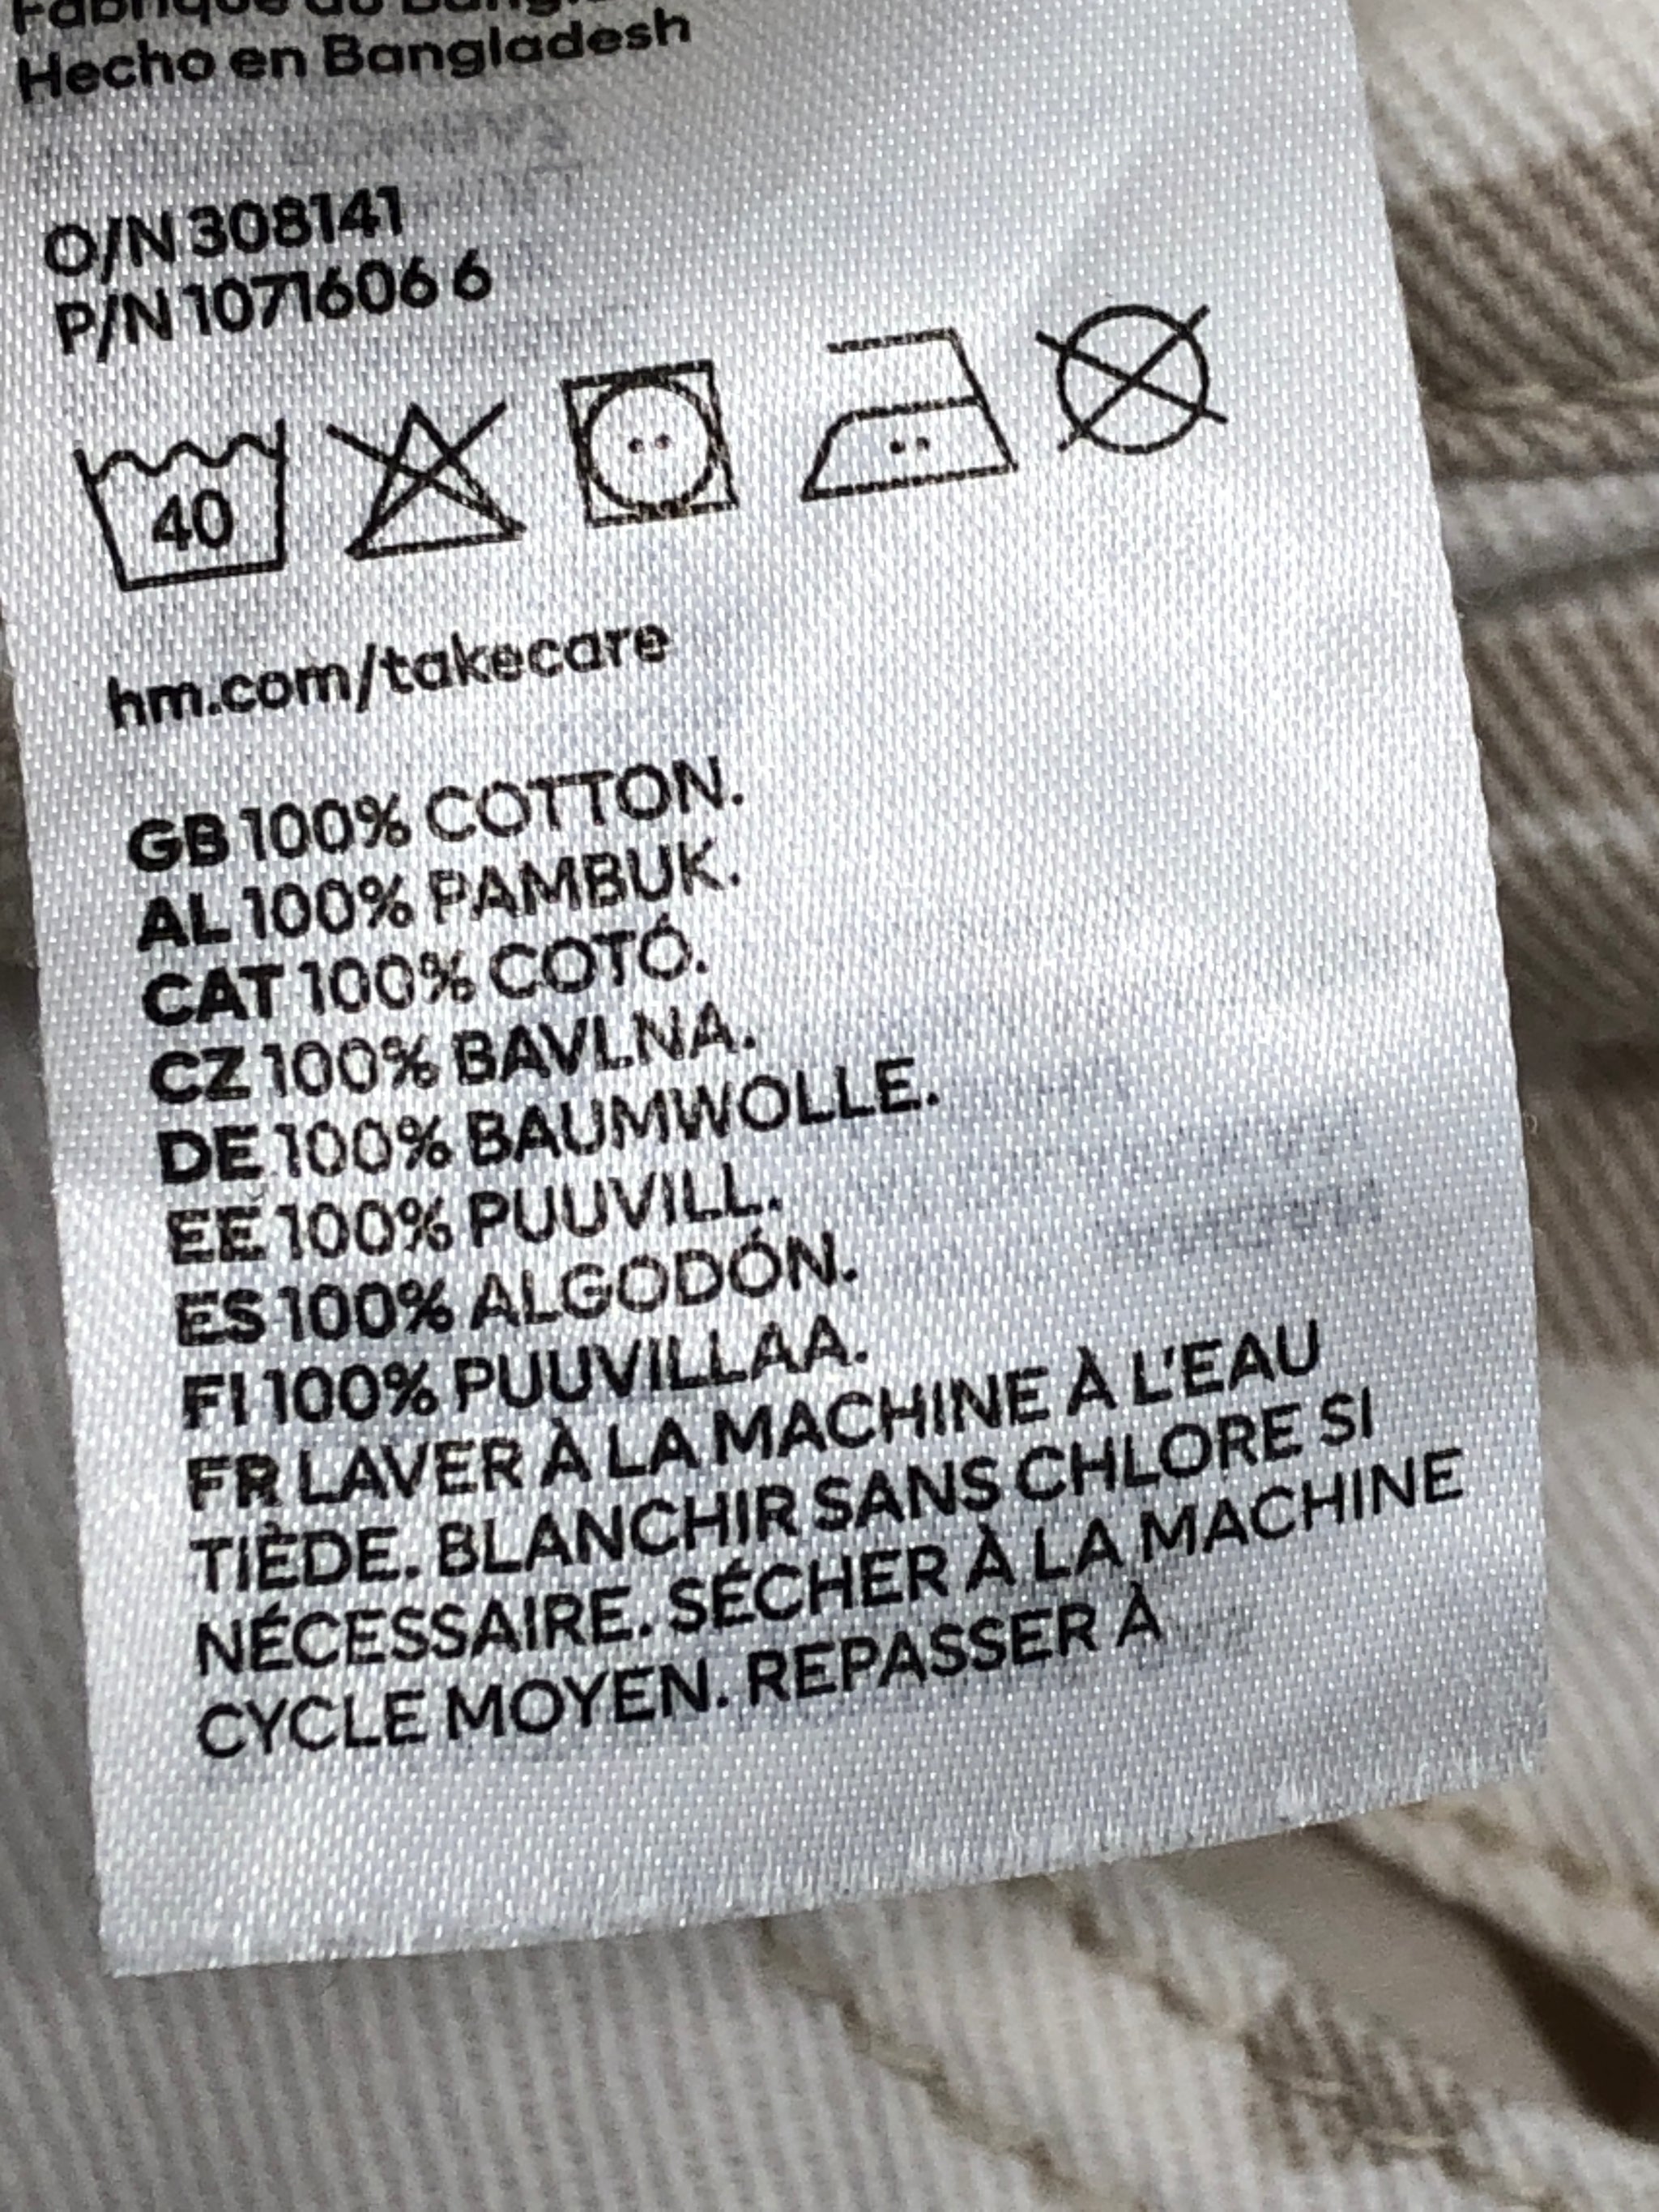 Hecho en Bangladesh
O/N 308141
P/N 1071606 6
40
hm.com/takecare
GB 100% COTTON.
AL 100% PAMBUK.
CAT 100% COTÓ.
CZ 100% BAVLNA.
DE 100% BAUMWOLLE.
EE 100% PUUVILL.
ES 100% ALGODÓN.
FI 100% PUUVILLAA.
FR LAVER À LA MACHINE À L'EAU
TIÈDE. BLANCHIR SANS CHLORE SI
NÉCESSAIRE. SÉCHER À LA MACHINE
CYCLE MOYEN. REPASSER À